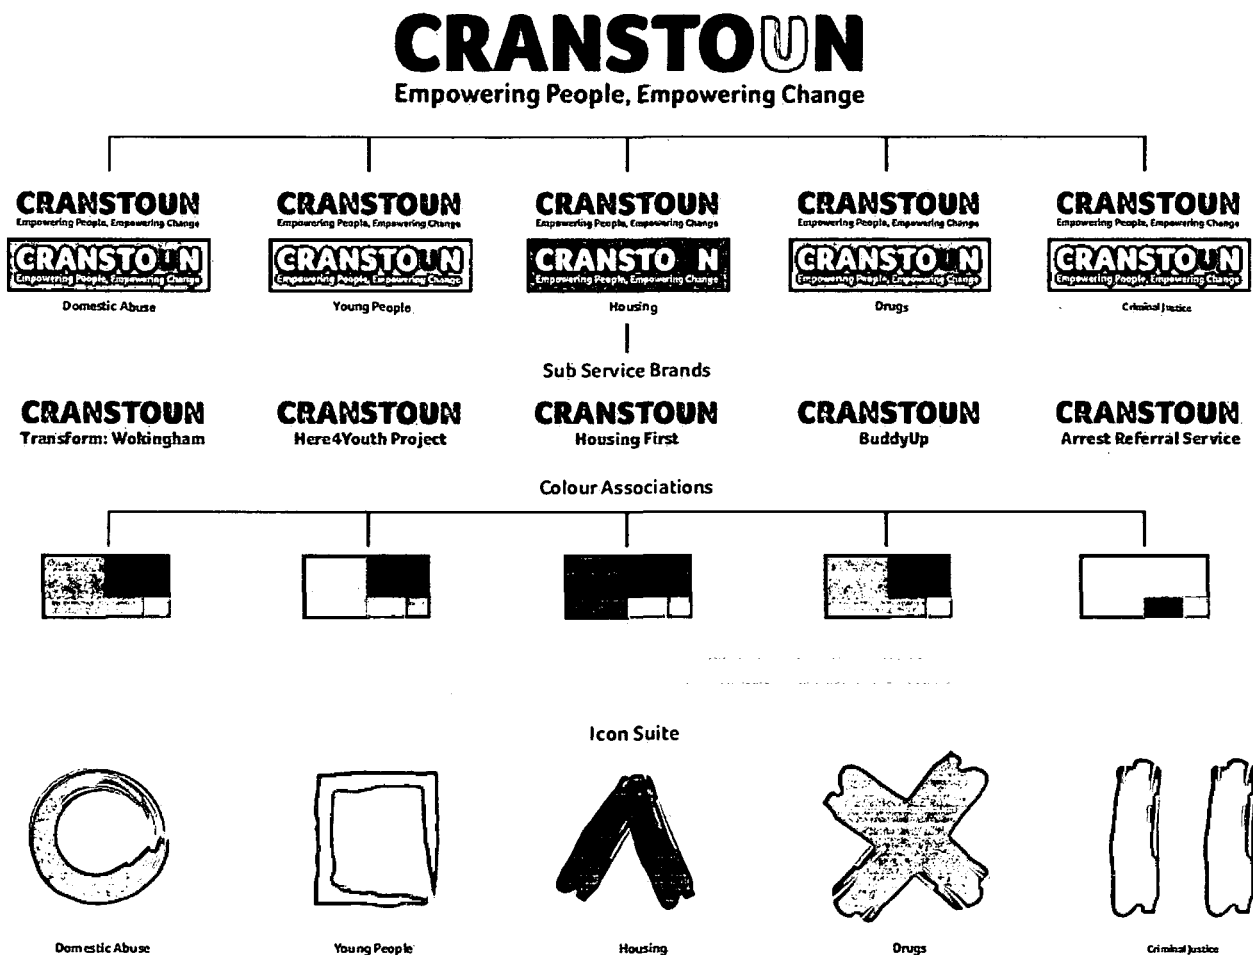 CRANSTOUN
Empowering People, Empowering Change
CRANSTOUN CRANSTOUN CRANSTOUN CRANSTOUN CRANSTOUN
Empowering People, Empowering Change Empowering People, Empowering Change Empowering People, Empowering Change Empowering People, Empowering Change Empowering People, Empowering Change
CRANSTOUN CRANSTOUN CRANSTO N CRANSTOUN CRANSTOUN
Empowering People, Empowering Change Empowering People, Empowering Change Empowering People, Empowering Change Empowering People, Empowering Change Empowering People, Empowering Change
Domestic Abuse Young People Housing Drugs Criminal Justice
Sub Service Brands
CRANSTOUN CRANSTOUN CRANSTOUN CRANSTOUN CRANSTOUN
Transform: Wokingham Here4Youth Project Housing First BuddyUp Arrest Referral Service
Colour Associations
Icon Suite
Domestic Abuse Young People Housing Drugs Criminal Justice